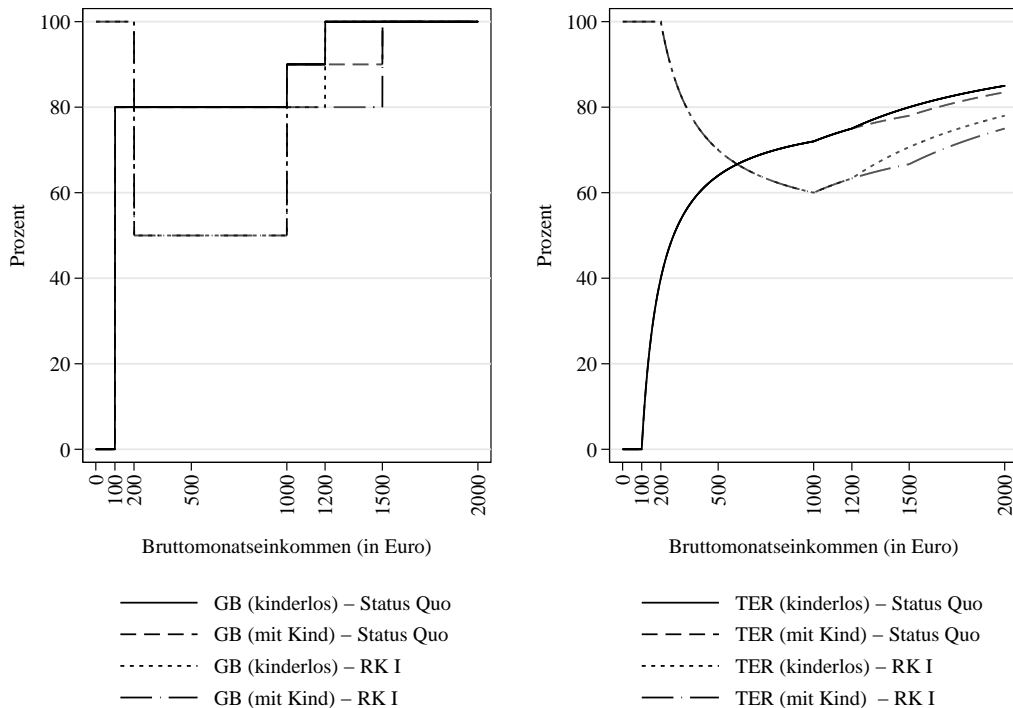 100
80
60
40
20
0
Prozent
0
100
200
500
1000
1200
1500
2000
Bruttomonatseinkommen (in Euro)
GB (kinderlos) – Status Quo
GB (mit Kind) – Status Quo
GB (kinderlos) – RK I
GB (mit Kind) – RK I
100
80
60
40
20
0
Prozent
0
100
200
500
1000
1200
1500
2000
Bruttomonatseinkommen (in Euro)
TER (kinderlos) – Status Quo
TER (mit Kind) – Status Quo
TER (kinderlos) – RK I
TER (mit Kind) – RK I